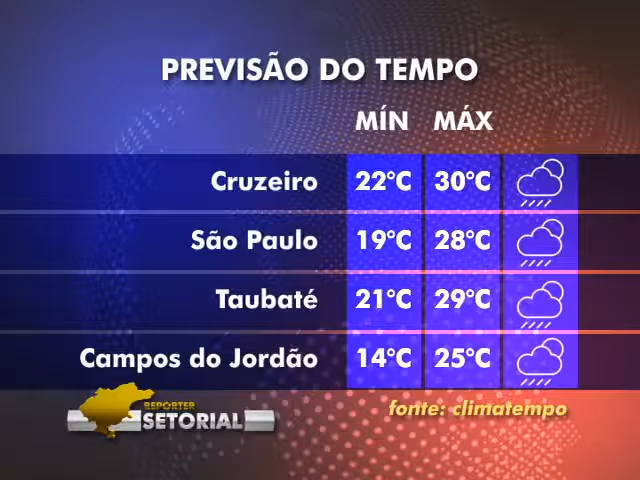 PREVISÃO DO TEMPO
MÍN MÁX
Cruzeiro 22°C 30°C
São Paulo 19°C 28°C
Taubaté 21°C 29°C
Campos do Jordão 14°C 25°C
REPORTER
SETORIAL
fonte: climatempo